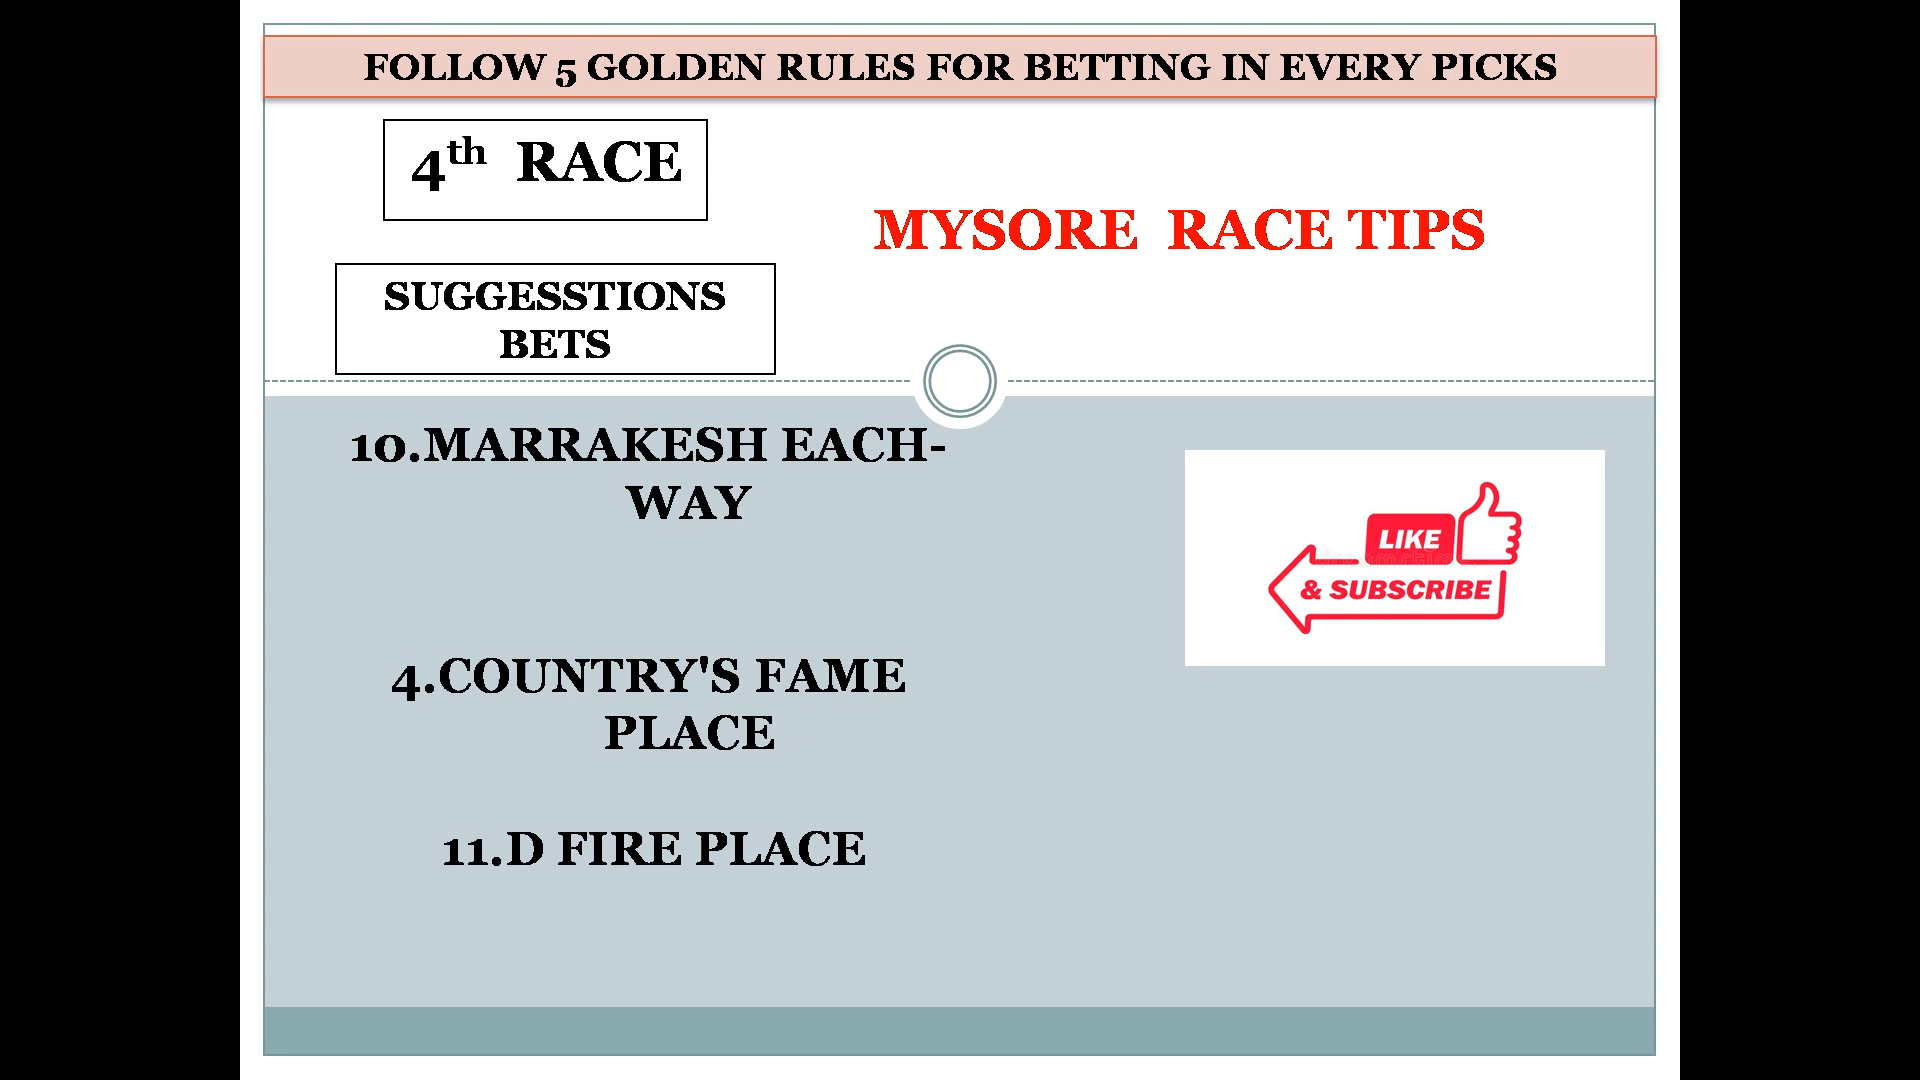 FOLLOW 5 GOLDEN RULES FOR BETTING IN EVERY PICKS
4th RACE
MYSORE RACE TIPS
SUGGESSTIONS
BETS
10.MARRAKESH EACH-
WAY
LIKE
& SUBSCRIBE
4.COUNTRY'S FAME
PLACE
11.D FIRE PLACE